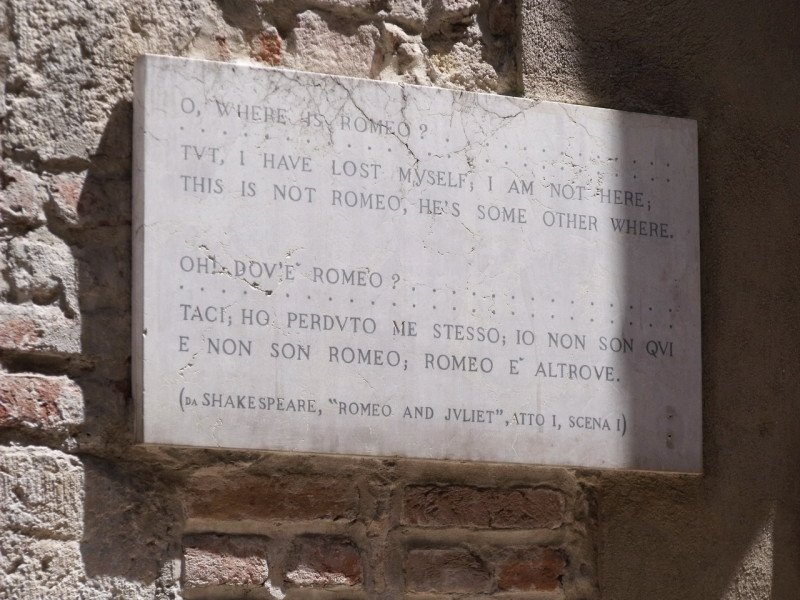 O, WHERE IS ROMEO? . . . . . . . . . . . . .
. . . . . . . . . . . . . . . . . . . . . . . . . . . .
TVT, I HAVE LOST MYSELF; I AM NOT HERE;
THIS IS NOT ROMEO, HE'S SOME OTHER WHERE.
OH! DOV'È ROMEO? . . . . . . . . . . . . .
. . . . . . . . . . . . . . . . . . . . . . . . . . . .
TACI; HO PERDVTO ME STESSO; IO NON SON QVI
E NON SON ROMEO; ROMEO È ALTROVE.
(DA SHAKESPEARE, "ROMEO AND JVLIET", ATTO I, SCENA I)